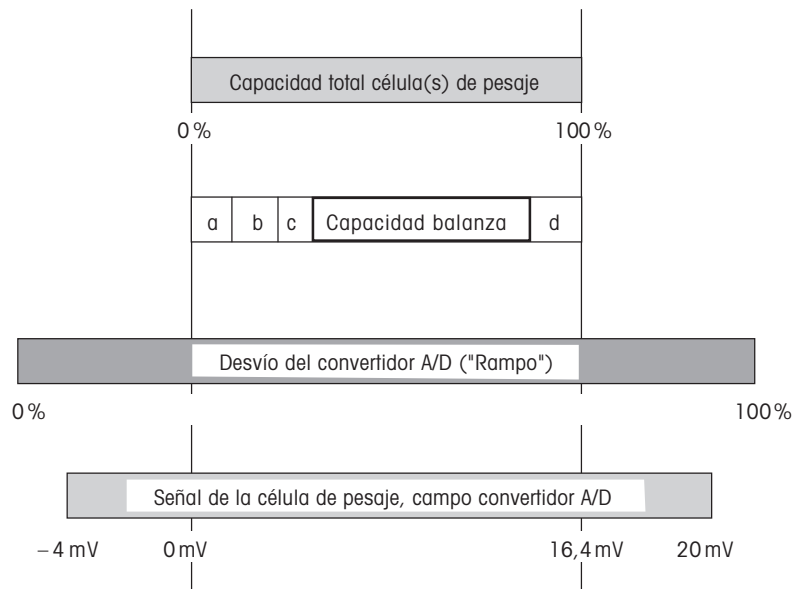 Capacidad total célula(s) de pesaje
0 % 100 %
a b c Capacidad balanza d
Desvío del convertidor A/D ("Rampo")
0 % 100 %
Señal de la célula de pesaje, campo convertidor A/D
– 4 mV 0 mV 16,4 mV 20 mV